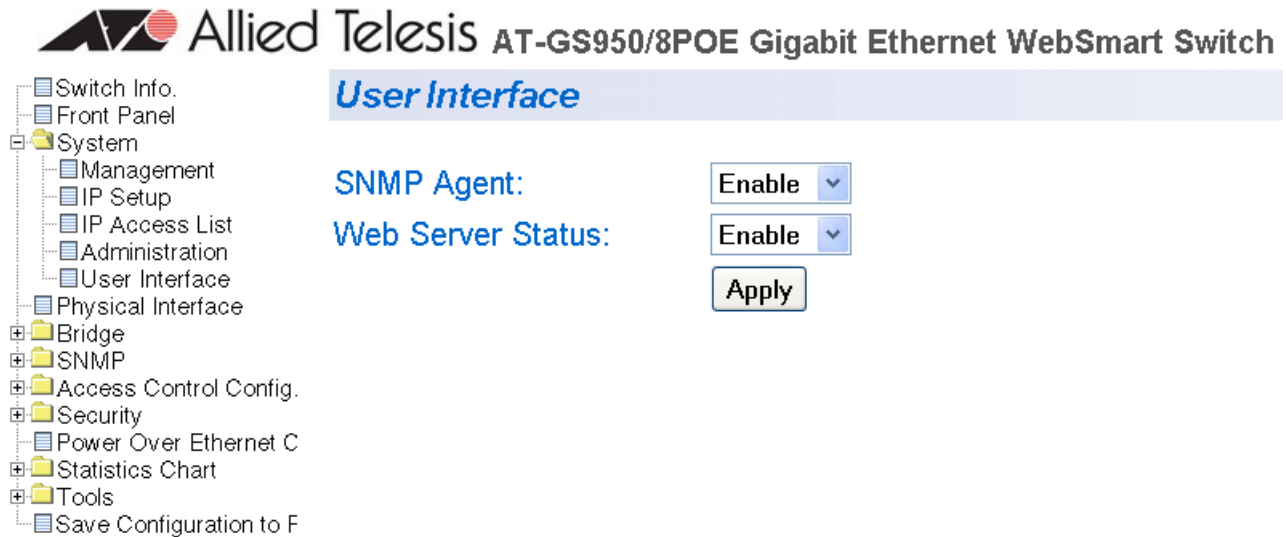 Allied Telesis AT-GS950/8POE Gigabit Ethernet WebSmart Switch
Switch Info.
Front Panel
System
Management
IP Setup
IP Access List
Administration
User Interface
Physical Interface
Bridge
SNMP
Access Control Config.
Security
Power Over Ethernet C
Statistics Chart
Tools
Save Configuration to F
User Interface
SNMP Agent: Enable
Web Server Status: Enable
Apply